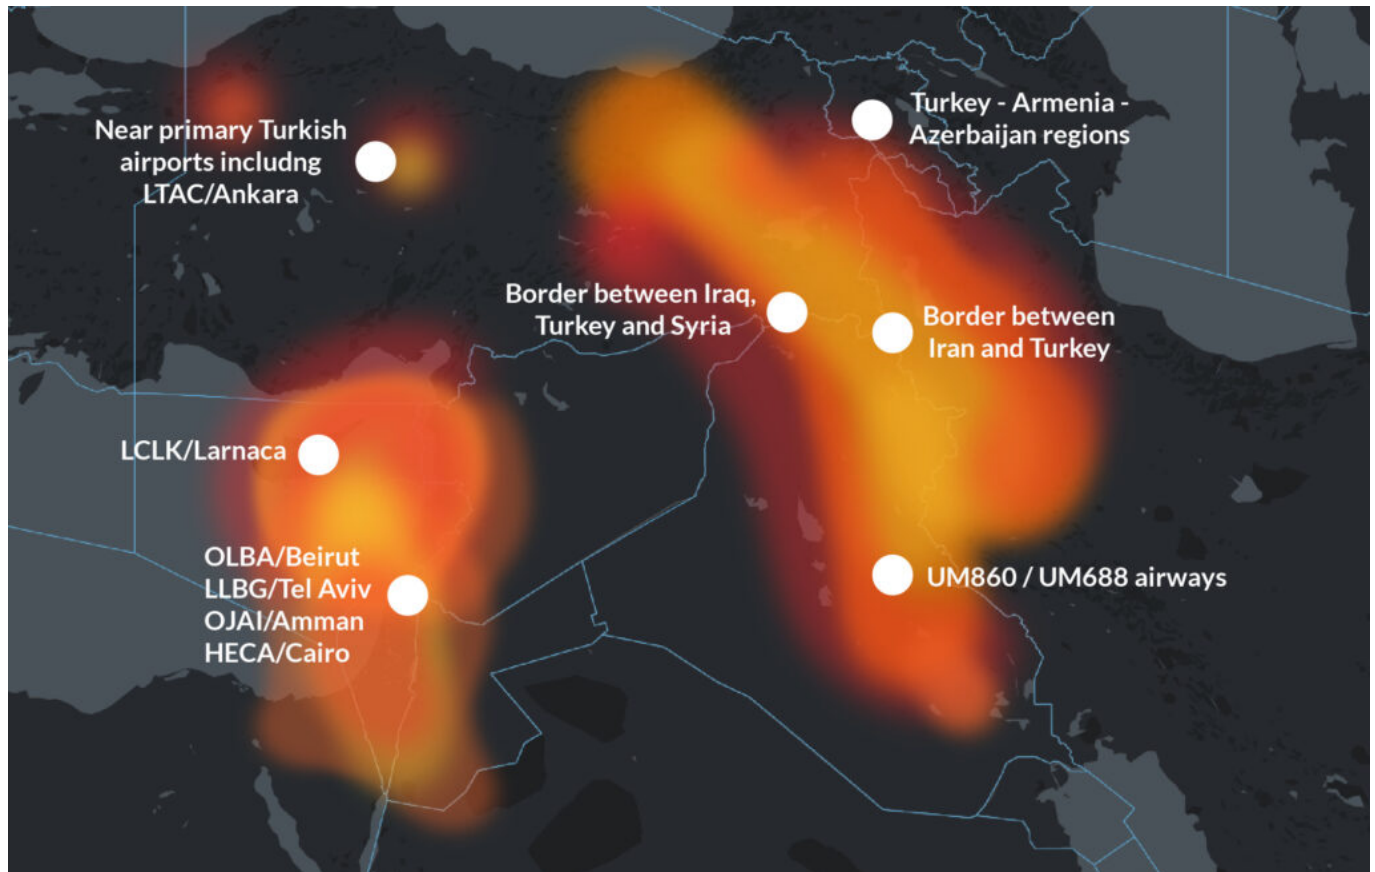 Near primary Turkish
airports includng
LTAC/Ankara
Turkey - Armenia -
Azerbaijan regions
Border between Iraq,
Turkey and Syria
Border between
Iran and Turkey
LCLK/Larnaca
OLBA/Beirut
LLBG/Tel Aviv
OJAI/Amman
HECA/Cairo
UM860 / UM688 airways